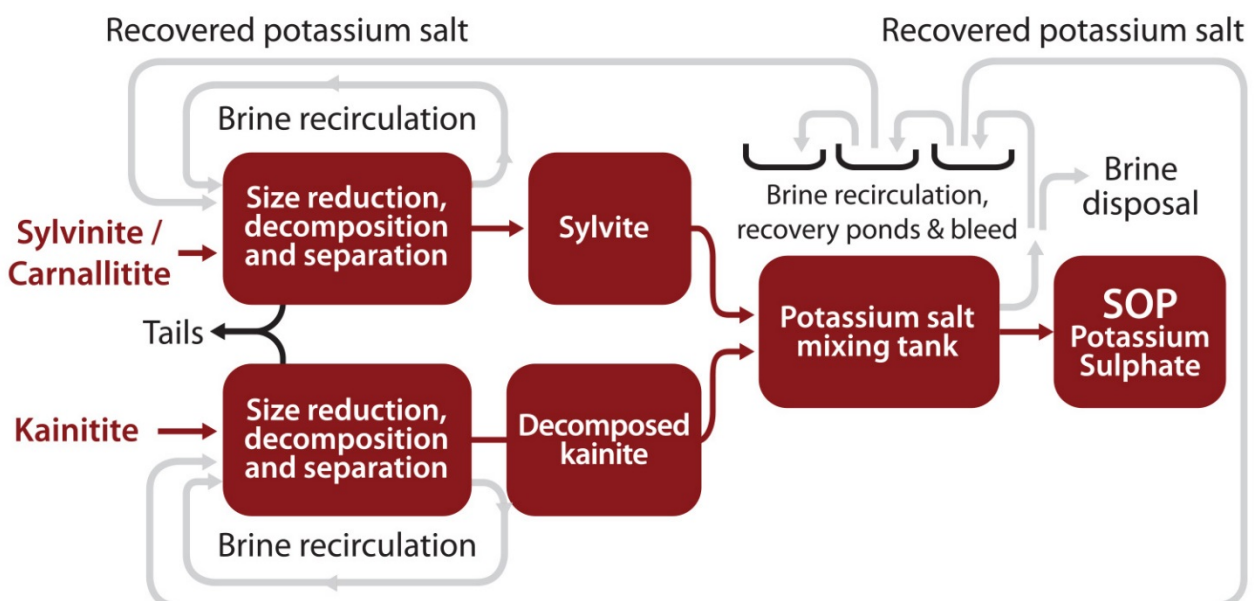 Recovered potassium salt
Recovered potassium salt
Brine recirculation
Size reduction,
decomposition
and separation
Sylvite
Brine recirculation,
recovery ponds & bleed
Brine
disposal
Sylvinite /
Carnallitite
Tails
Potassium salt
mixing tank
SOP
Potassium
Sulphate
Kainitite
Size reduction,
decomposition
and separation
Decomposed
kainite
Brine recirculation